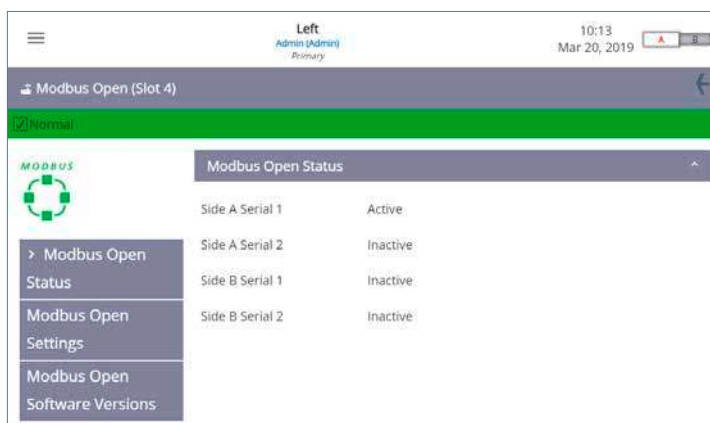 Left
Admin (Admin)
Primary
10:13
Mar 20, 2019
A
B
Modbus Open (Slot 4)
Normal
MODBUS
Modbus Open Status
Side A Serial 1 Active
Side A Serial 2 Inactive
Side B Serial 1 Inactive
Side B Serial 2 Inactive
> Modbus Open
Status
Modbus Open
Settings
Modbus Open
Software Versions